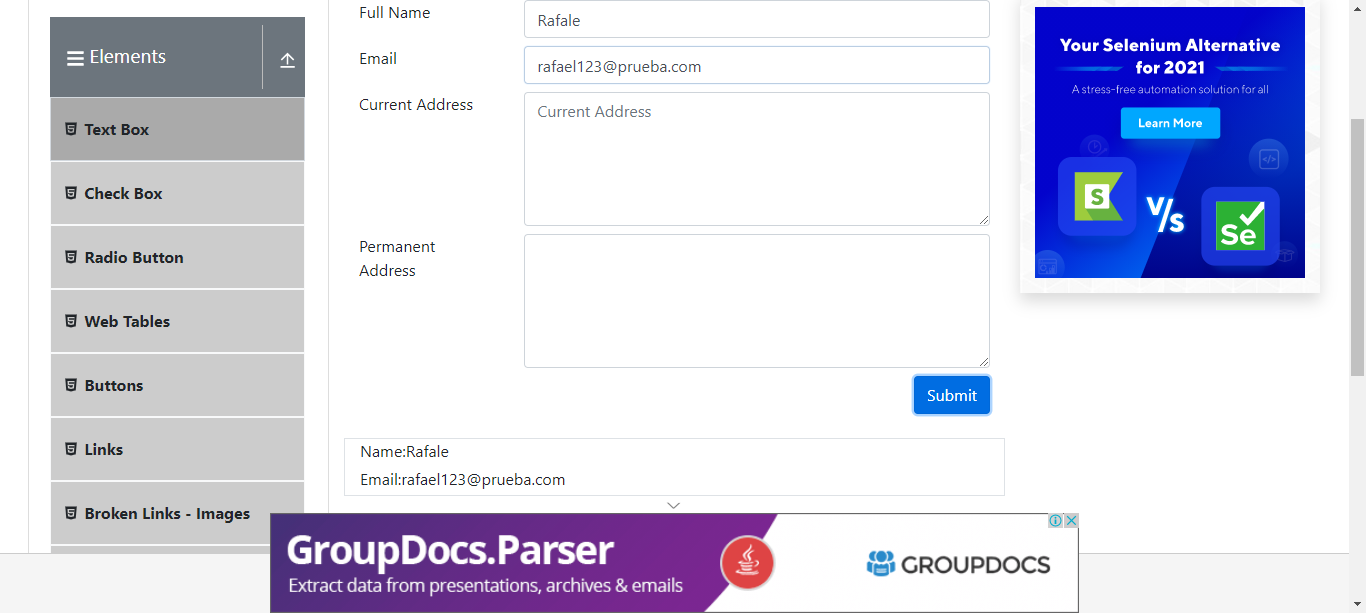 Elements
Text Box
Check Box
Radio Button
Web Tables
Buttons
Links
Broken Links - Images
Full Name
Rafale
Email
rafael123@prueba.com
Current Address
Current Address
Permanent
Address
Submit
Name:Rafale
Email:rafael123@prueba.com
Your Selenium Alternative
for 2021
A stress-free automation solution for all
Learn More
S
V/s
Se
GroupDocs.Parser
Extract data from presentations, archives & emails
GROUPDOCS